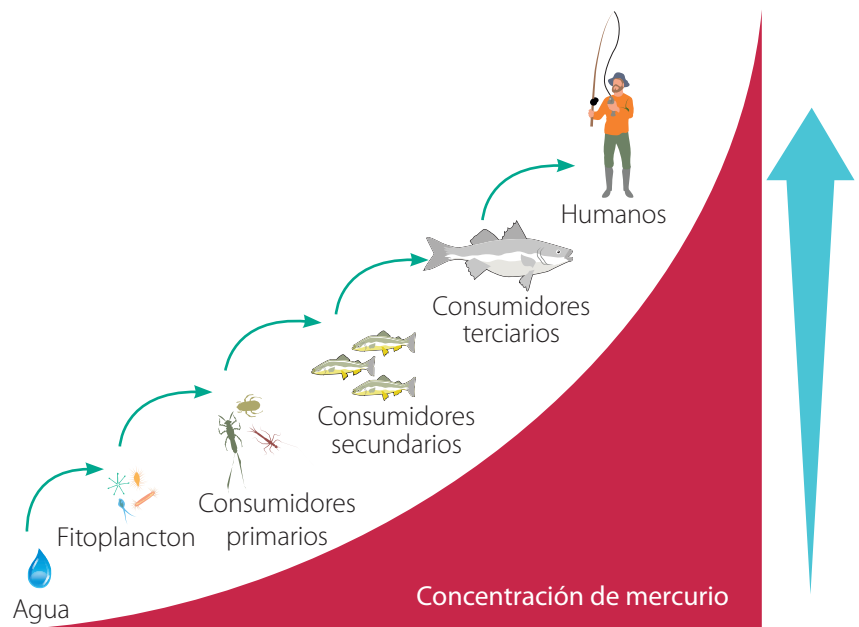 Humanos
Consumidores
terciarios
Consumidores
secundarios
Consumidores
primarios
Fitoplancton
Agua
Concentración de mercurio